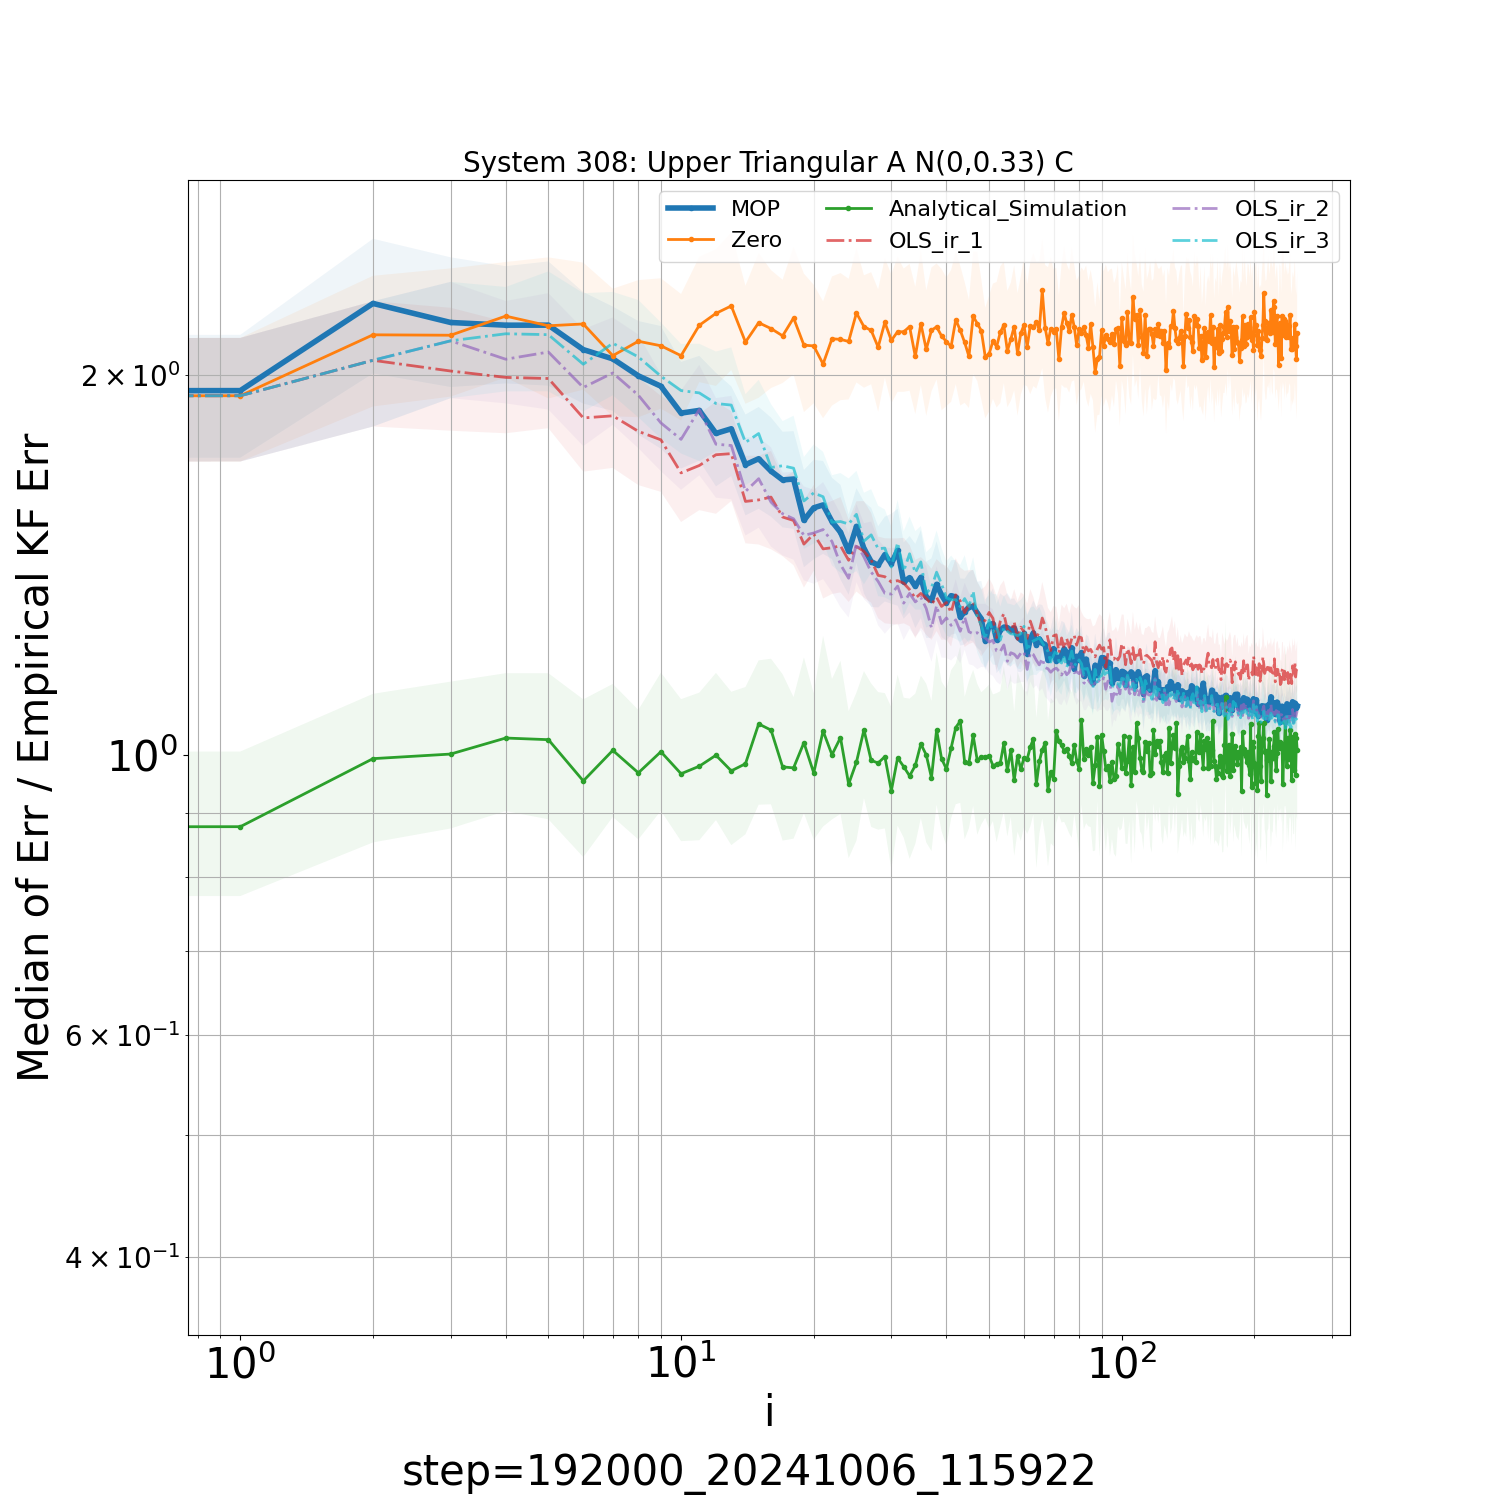 System 308: Upper Triangular A N(0,0.33) C
MOP
Zero
Analytical_Simulation
OLS_ir_1
OLS_ir_2
OLS_ir_3
Median of Err / Empirical KF Err
2 × 10⁰
10⁰
6 × 10⁻¹
4 × 10⁻¹
10⁰
10¹
10²
i
step=192000_20241006_115922